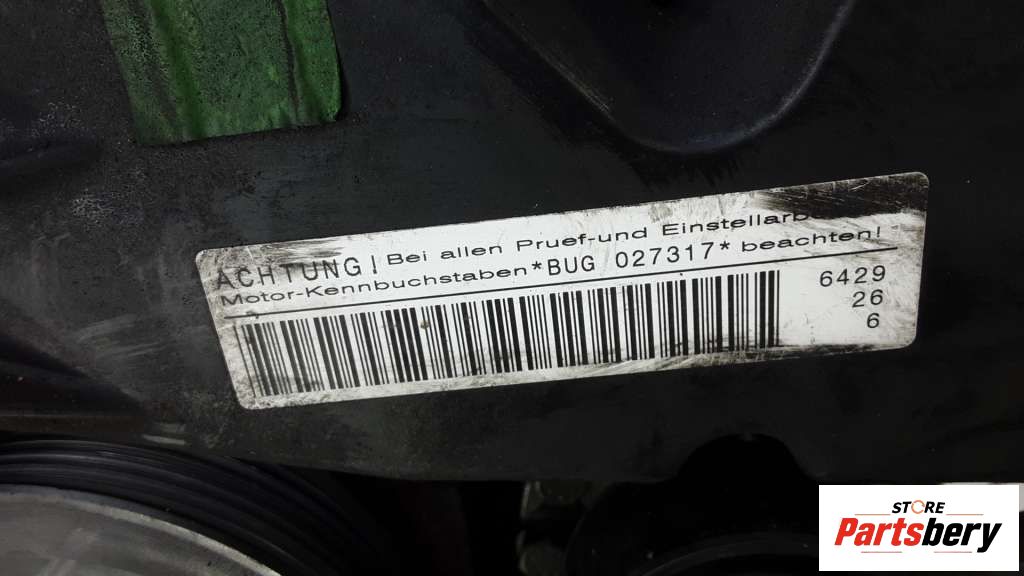 ACHTUNG! Bei allen Pruef-und
Motor-Kennbuchstaben*BUG 027317* beachten!
6429
26
6
STORE
Partsbery